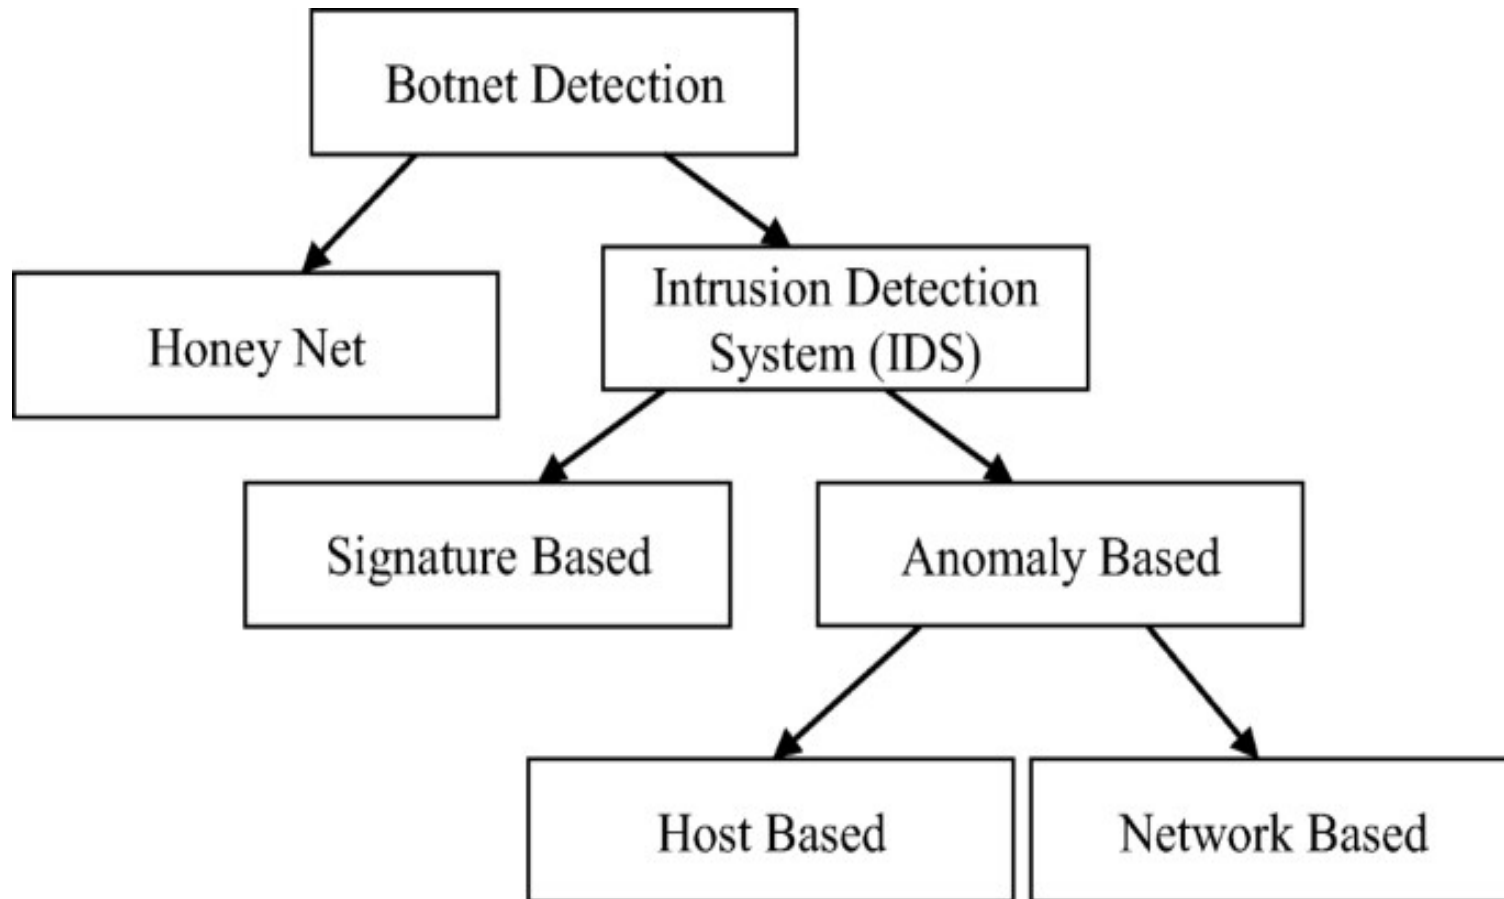 Botnet Detection
Honey Net
Intrusion Detection
System (IDS)
Signature Based
Anomaly Based
Host Based
Network Based